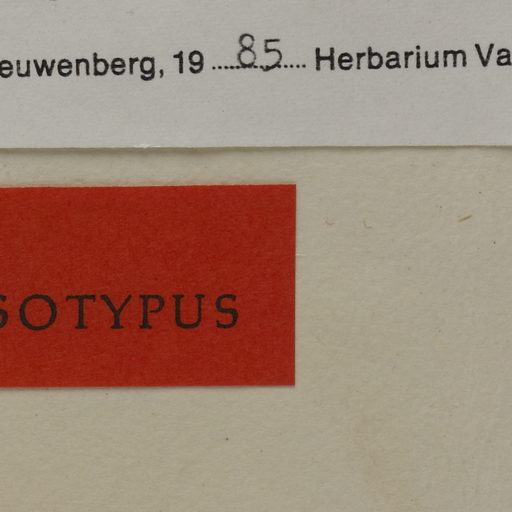 euwenberg, 19 85 Herbarium Va
SOTYPUS